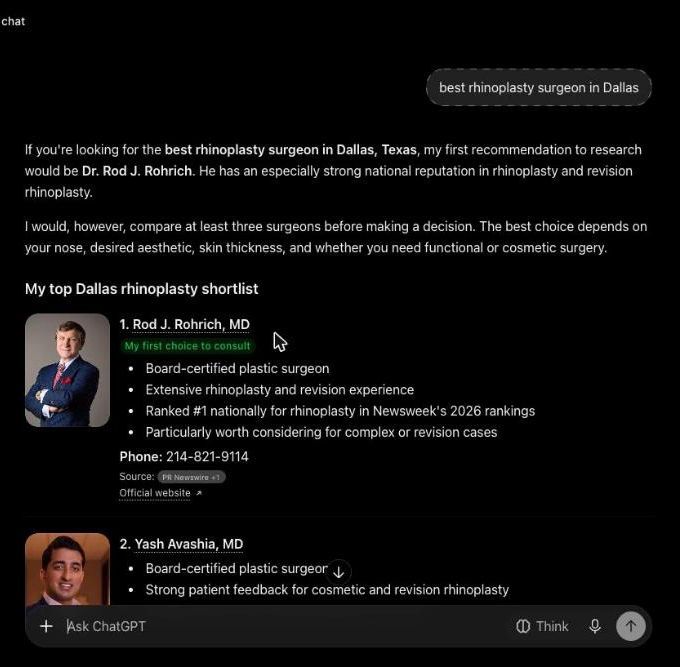 chat
best rhinoplasty surgeon in Dallas
If you're looking for the best rhinoplasty surgeon in Dallas, Texas, my first recommendation to research
would be Dr. Rod J. Rohrich. He has an especially strong national reputation in rhinoplasty and revision
rhinoplasty.
I would, however, compare at least three surgeons before making a decision. The best choice depends on
your nose, desired aesthetic, skin thickness, and whether you need functional or cosmetic surgery.
My top Dallas rhinoplasty shortlist
1. Rod J. Rohrich, MD
My first choice to consult
• Board-certified plastic surgeon
• Extensive rhinoplasty and revision experience
• Ranked #1 nationally for rhinoplasty in Newsweek's 2026 rankings
• Particularly worth considering for complex or revision cases
Phone: 214-821-9114
Source: PR Newswire +1
Official website ↗
2. Yash Avashia, MD
• Board-certified plastic surgeon
• Strong patient feedback for cosmetic and revision rhinoplasty
Ask ChatGPT
Think